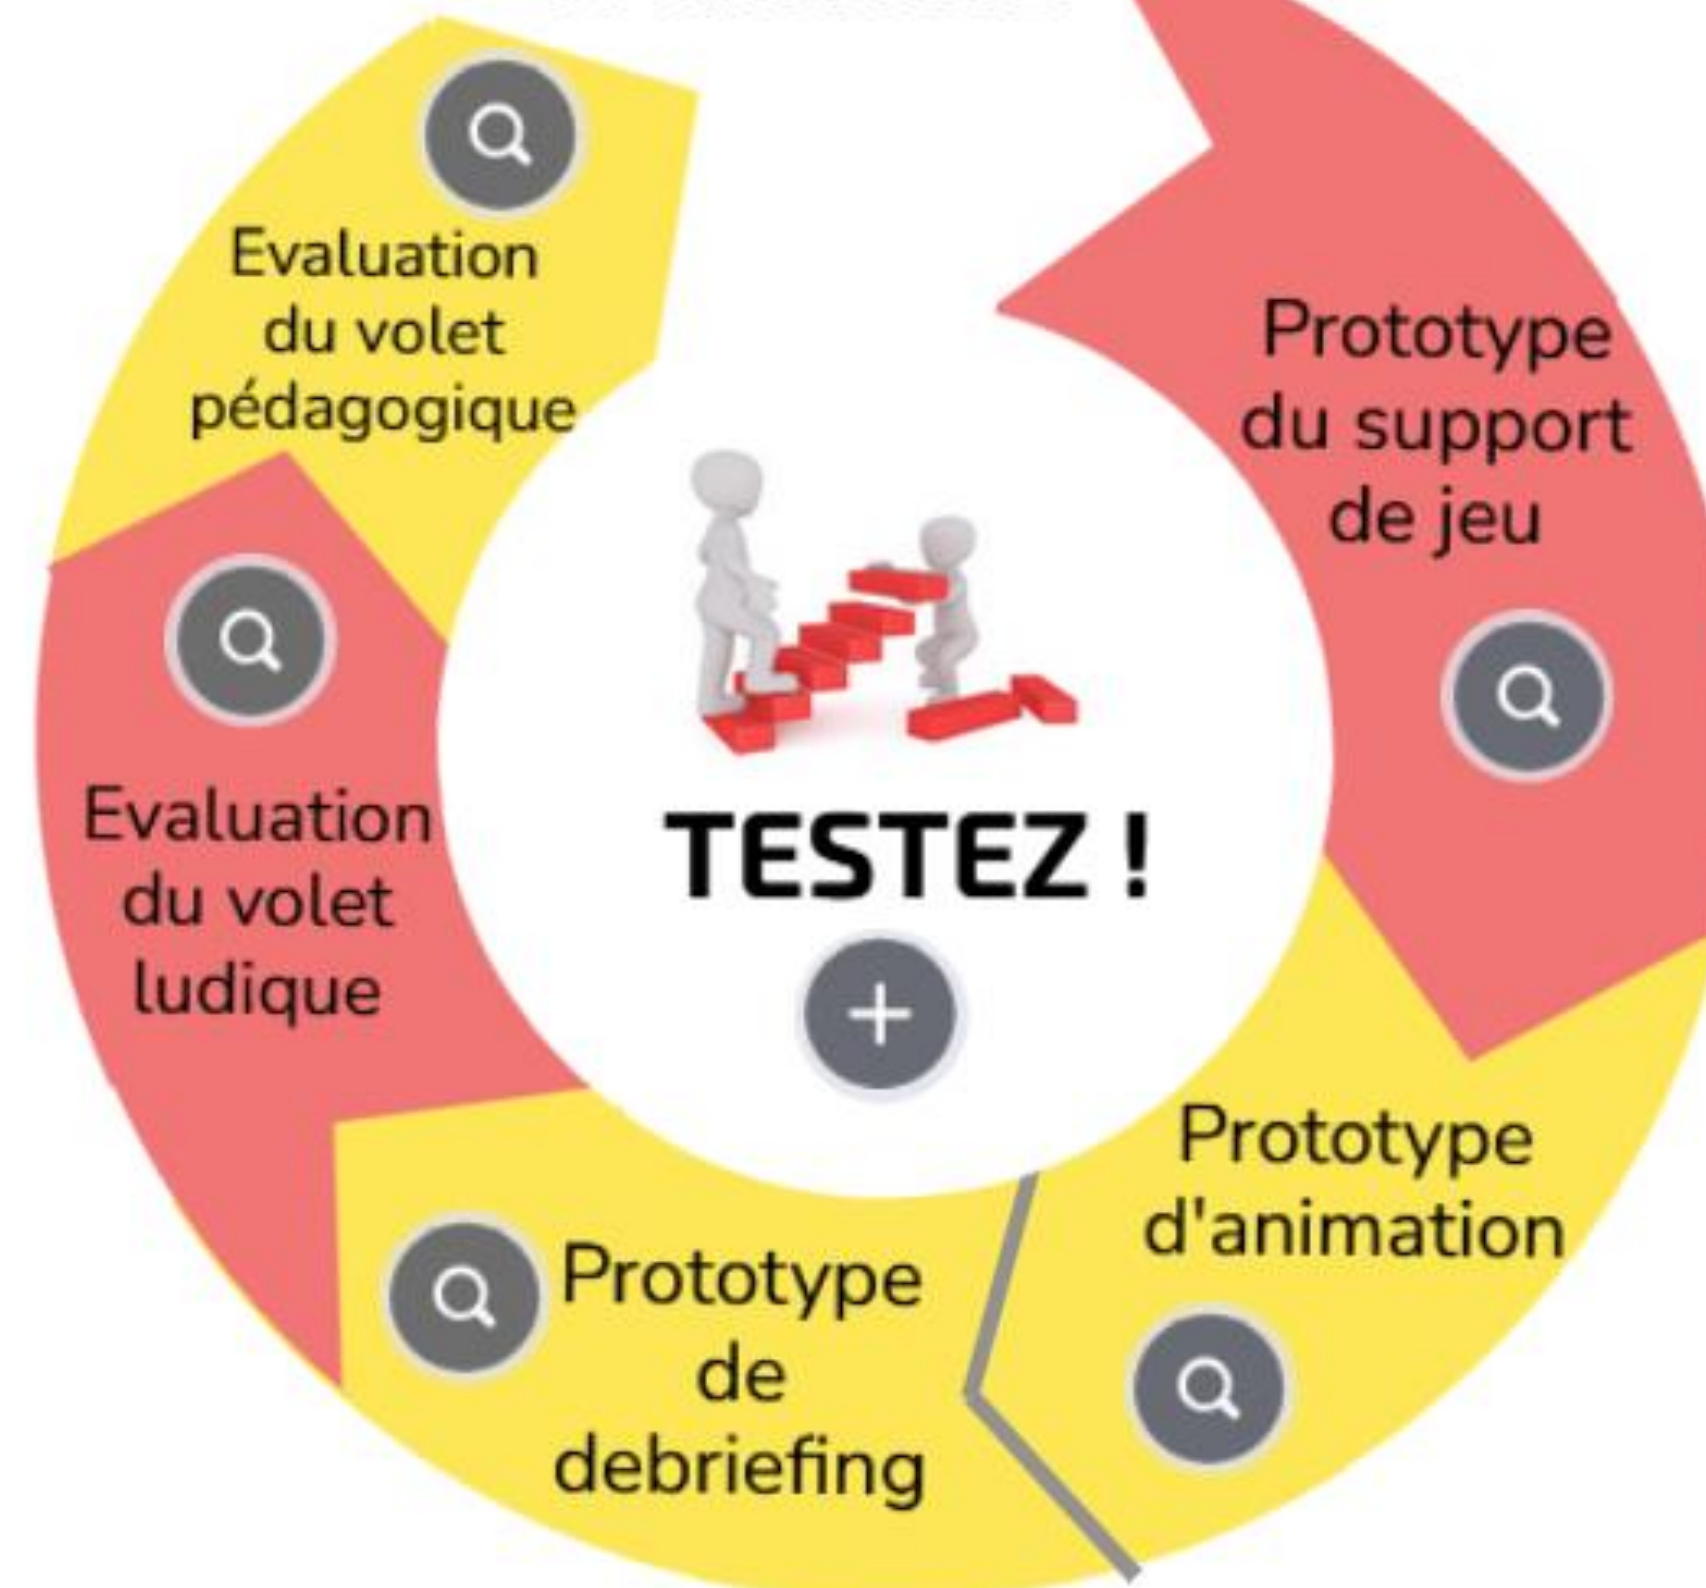 Prototype
du support
de jeu
Prototype
d'animation
Prototype
de
debriefing
Evaluation
du volet
ludique
Evaluation
du volet
pédagogique
TESTEZ !